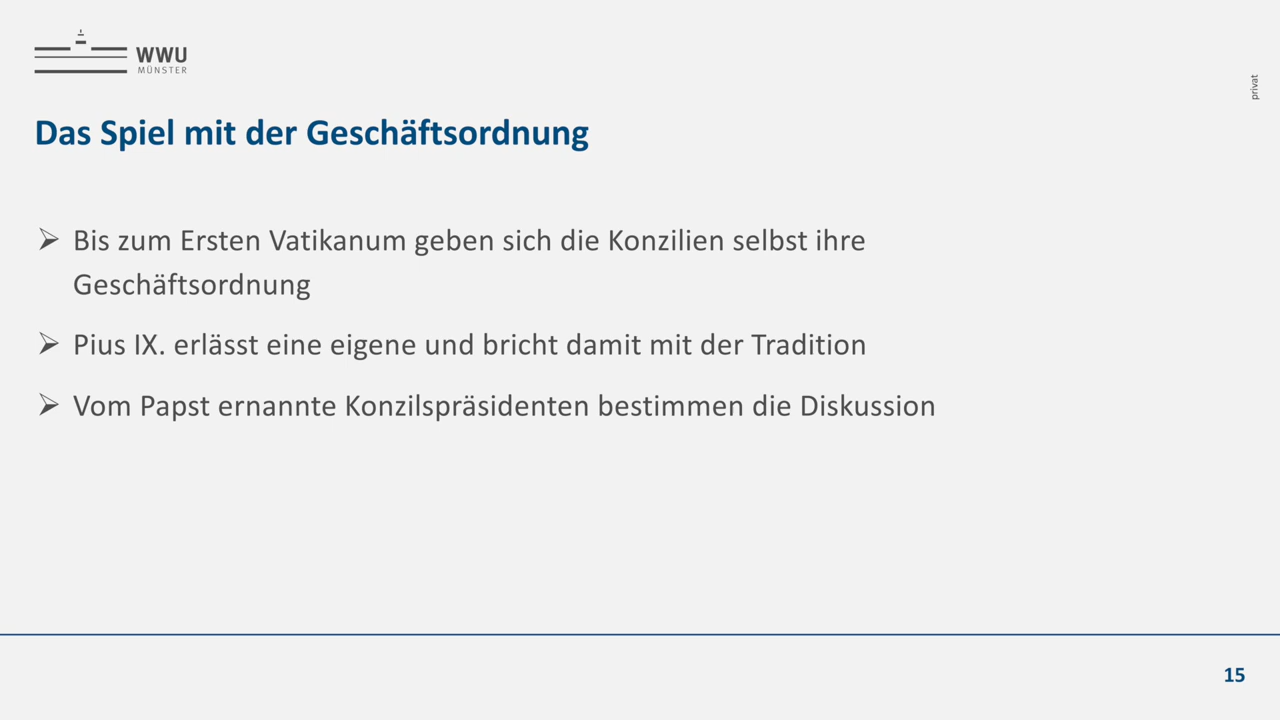 WWU
MÜNSTER
privat
Das Spiel mit der Geschäftsordnung
➢ Bis zum Ersten Vatikanum geben sich die Konzilien selbst ihre
Geschäftsordnung
➢ Pius IX. erlässt eine eigene und bricht damit mit der Tradition
➢ Vom Papst ernannte Konzilspräsidenten bestimmen die Diskussion
15